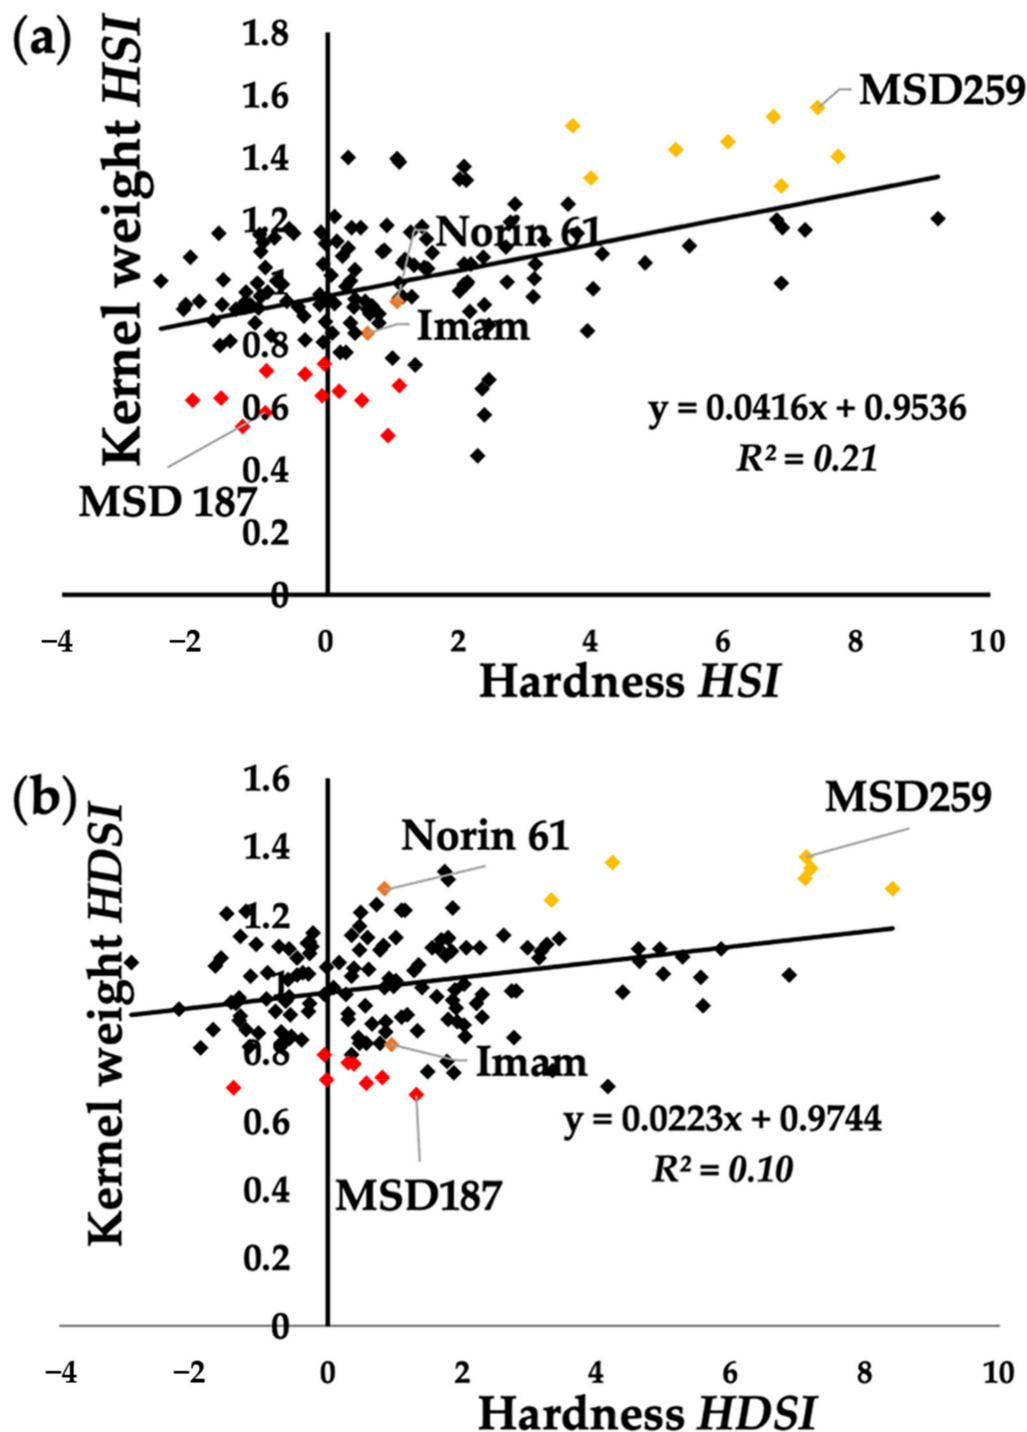 (a)
Kernel weight HSI
1.8
1.6
1.4
1.2
1
0.8
0.6
0.4
0.2
0
MSD259
Norin 61
Imam
y = 0.0416x + 0.9536
R² = 0.21
MSD 187
−4 −2 0 2 4 6 8 10
Hardness HSI
(b)
Kernel weight HDSI
1.6
1.4
1.2
1
0.8
0.6
0.4
0.2
0
MSD259
Norin 61
Imam
y = 0.0223x + 0.9744
R² = 0.10
MSD187
−4 −2 0 2 4 6 8 10
Hardness HDSI